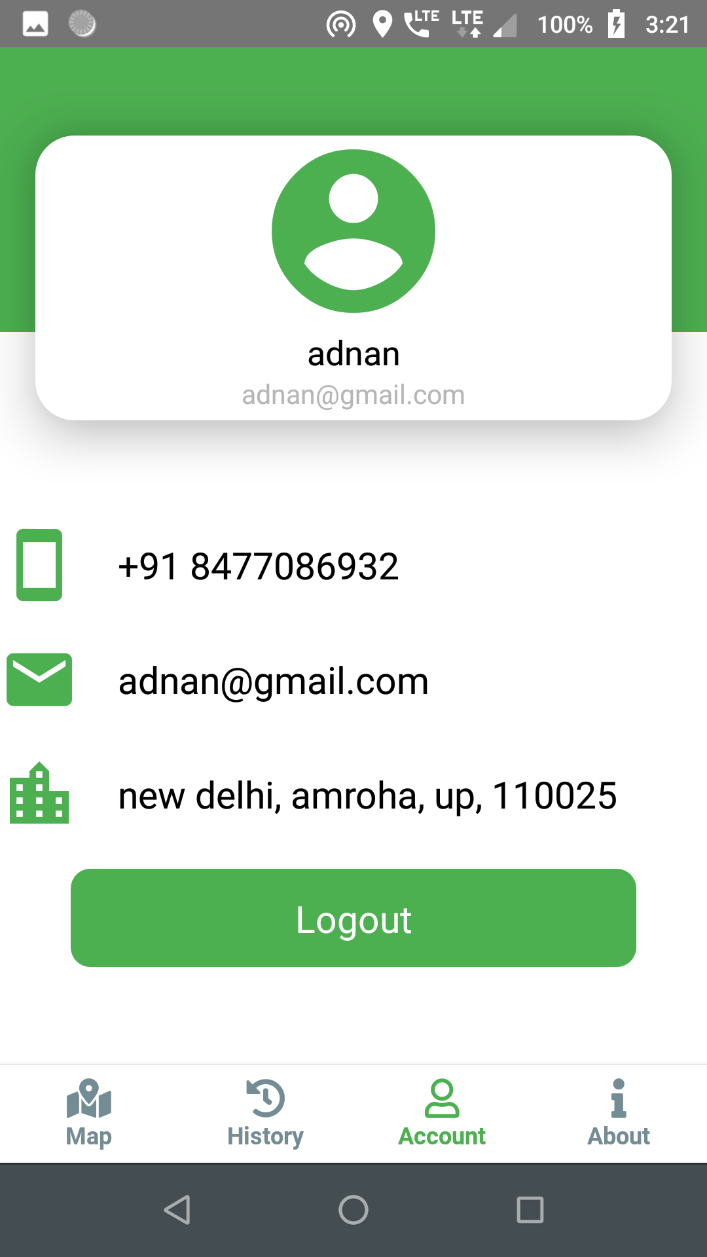 LTE LTE 100% 3:21
adnan
adnan@gmail.com
+91 8477086932
adnan@gmail.com
new delhi, amroha, up, 110025
Logout
Map History Account About